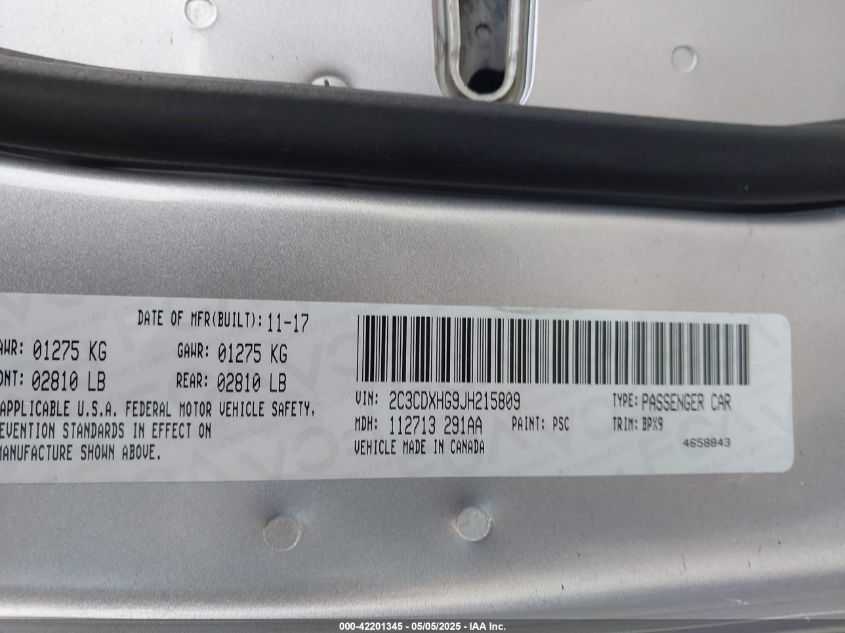 DATE OF MFR(BUILT): 11-17
GAWR: 01275 KG GAWR: 01275 KG
02810 LB REAR: 02810 LB
APPLICABLE U.S.A. FEDERAL MOTOR VEHICLE SAFETY,
EVENTION STANDARDS IN EFFECT ON
MANUFACTURE SHOWN ABOVE.
VIN: 2C3CDXHG9JH215809 TYPE: PASSENGER CAR
MDH: 112713 291AA PAINT: PSC TRIM: BPX9
VEHICLE MADE IN CANADA 4658843
000-42201345 - 05/05/2025 - IAA Inc.